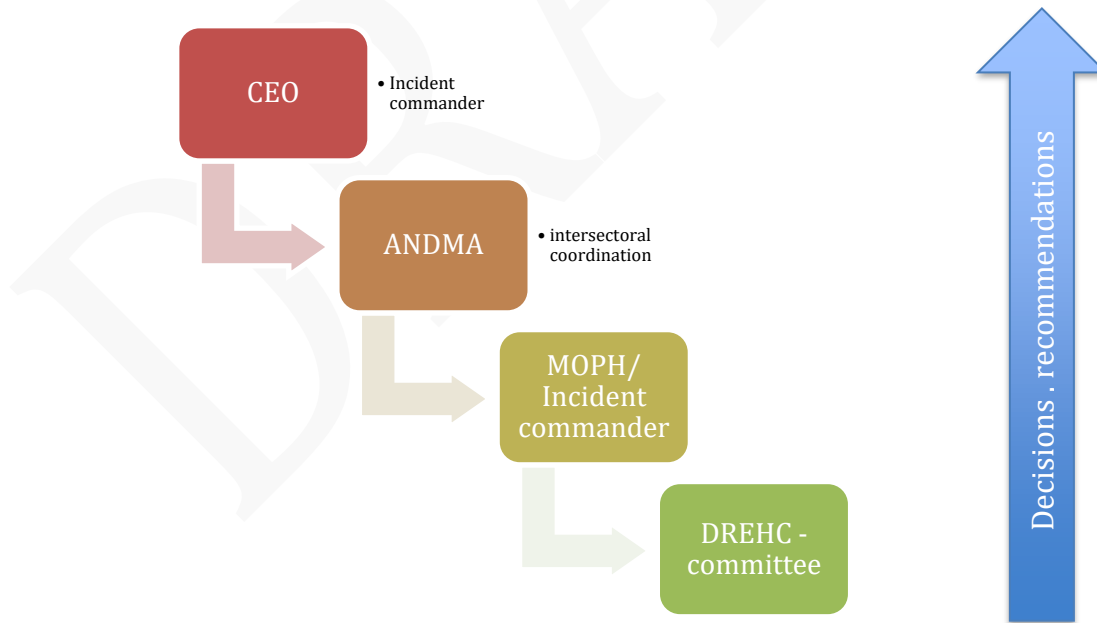 CEO
• Incident
commander
ANDMA
• intersectoral
coordination
MOPH/
Incident
commander
DREHC -
committee
Decisions . recommendations